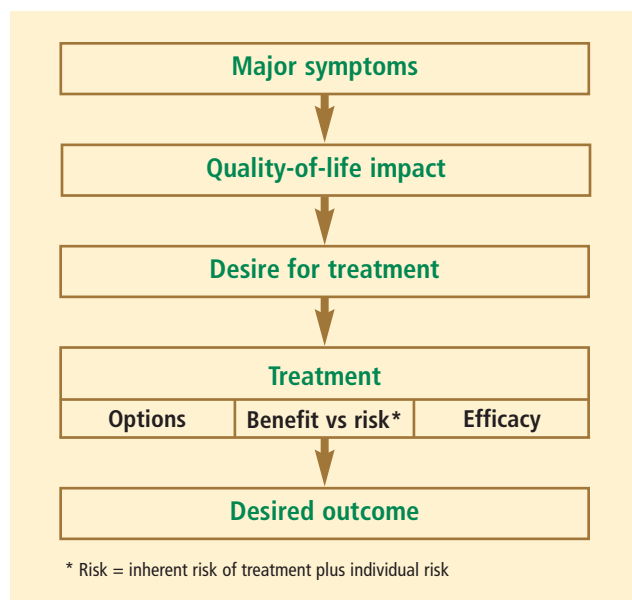 Major symptoms
Quality-of-life impact
Desire for treatment
Treatment
Options
Benefit vs risk*
Efficacy
Desired outcome
* Risk = inherent risk of treatment plus individual risk